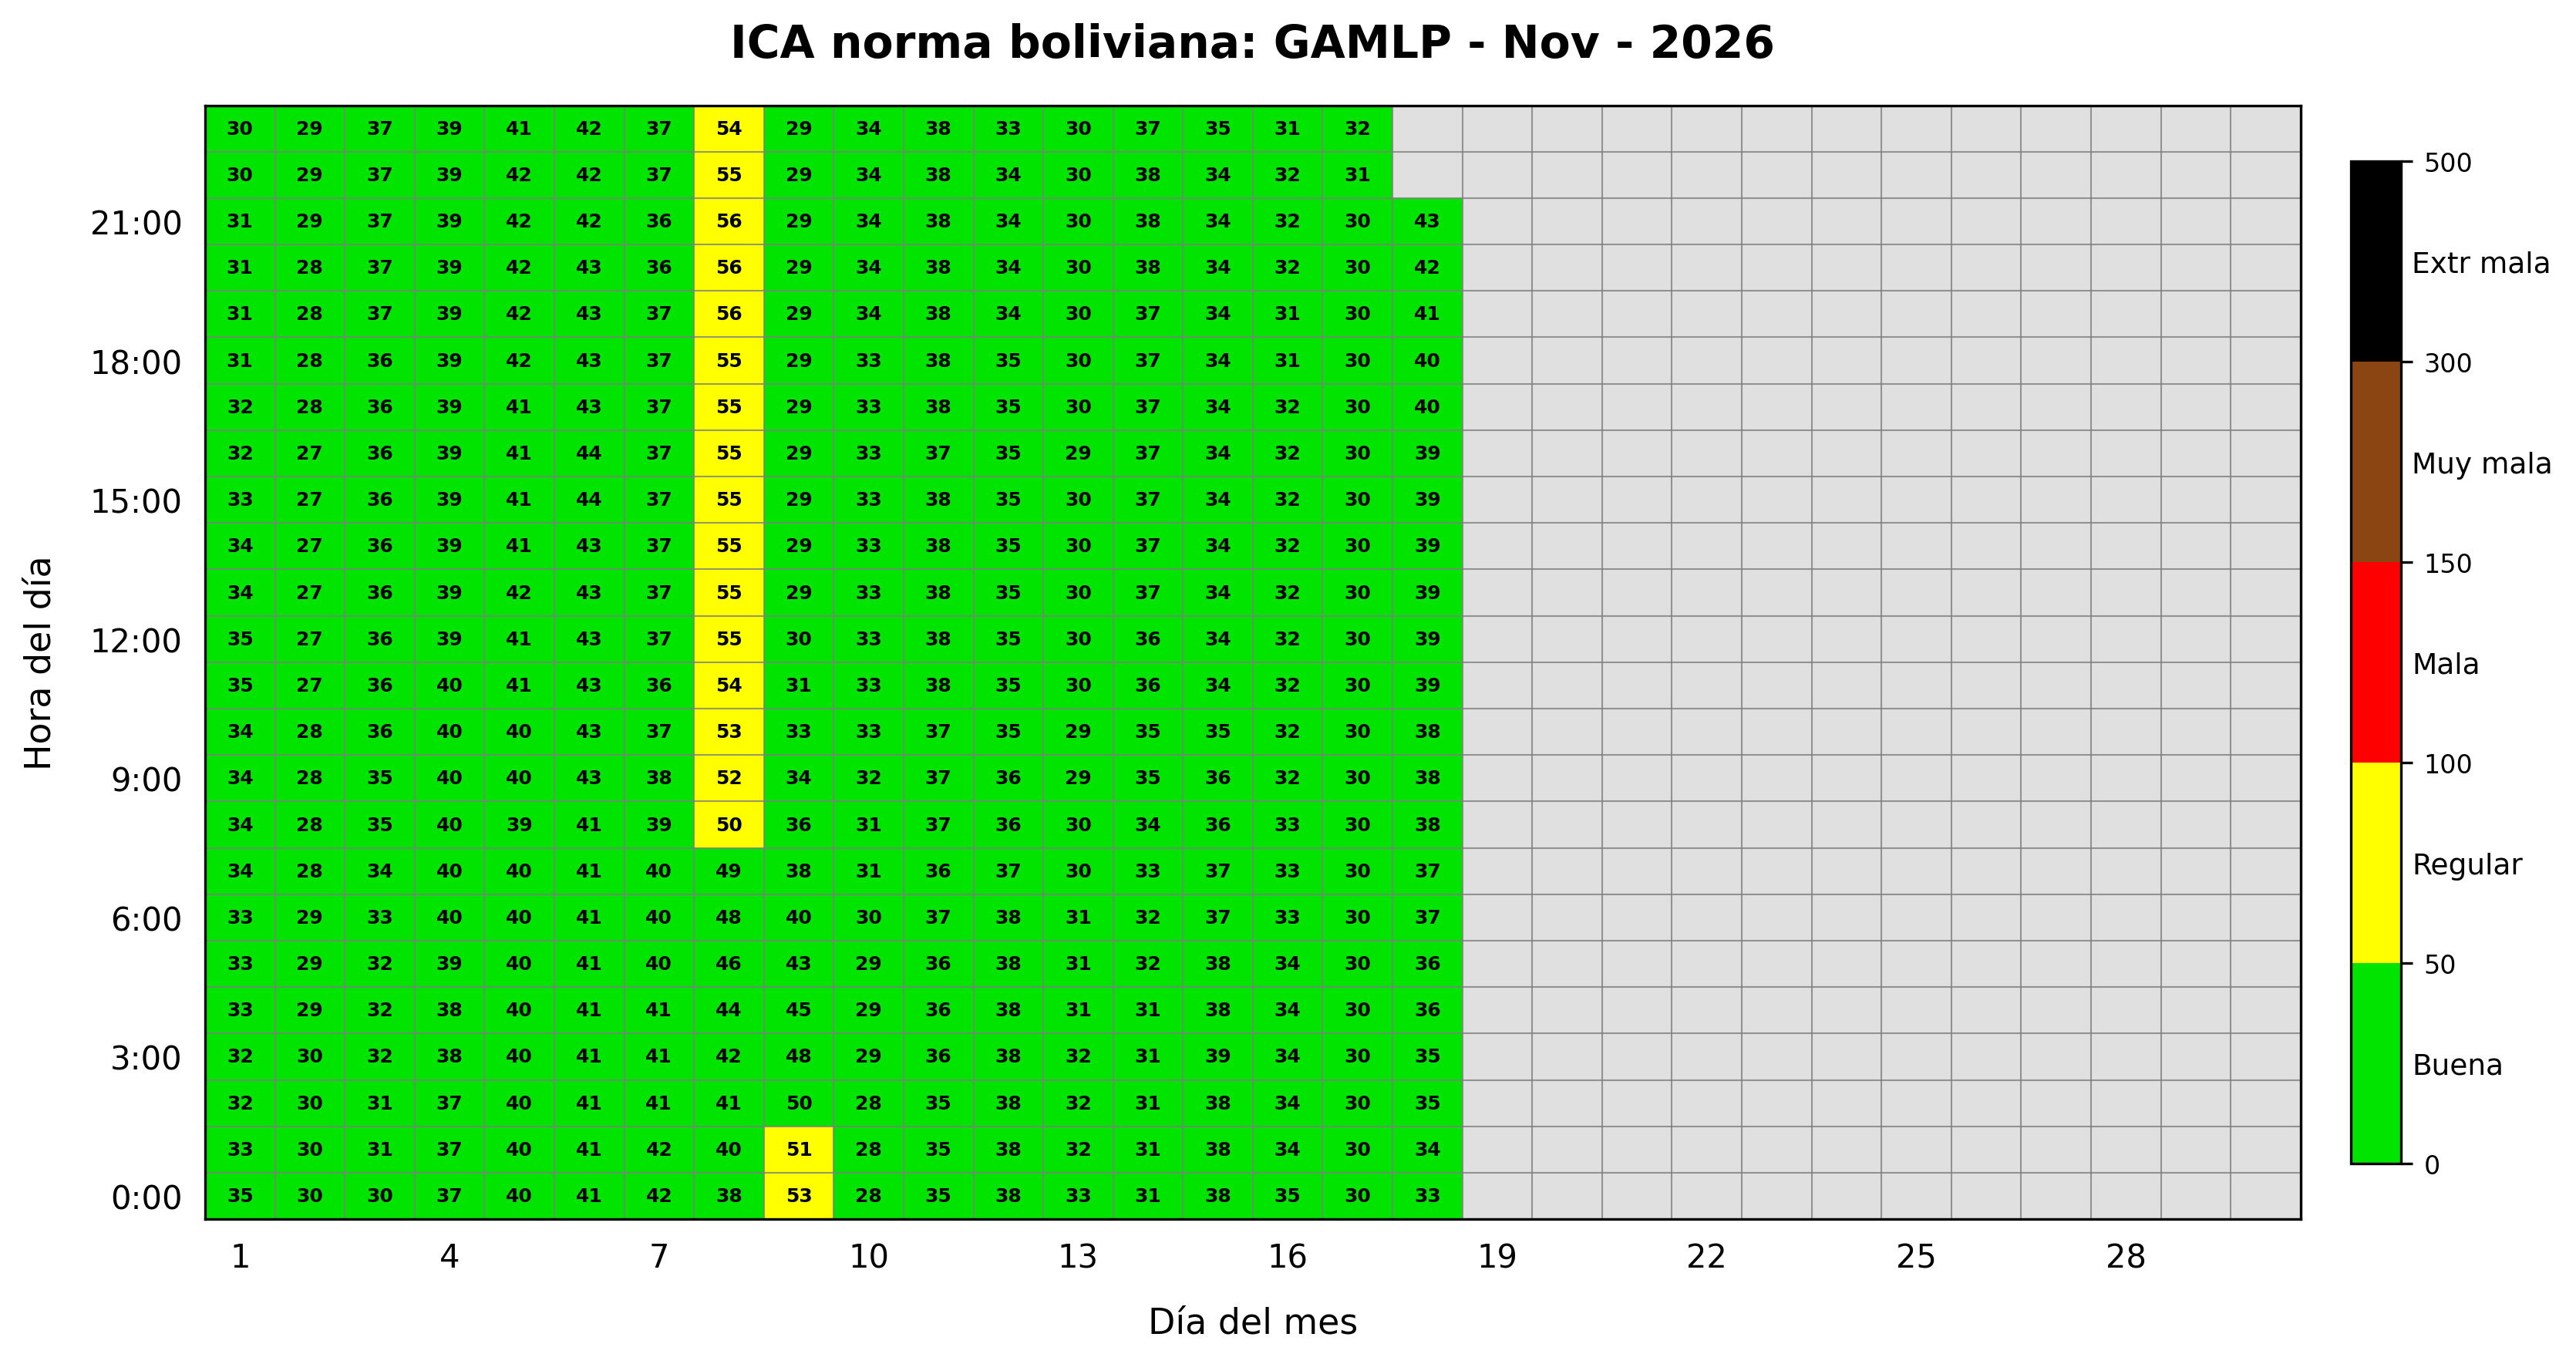 ICA norma boliviana: GAMLP - Nov - 2026
30 29 37 39 41 42 37 54 29 34 38 33 30 37 35 31 32
30 29 37 39 42 42 37 55 29 34 38 34 30 38 34 32 31
21:00 31 29 37 39 42 42 36 56 29 34 38 34 30 38 34 32 30 43
31 28 37 39 42 43 36 56 29 34 38 34 30 38 34 32 30 42
31 28 37 39 42 43 37 56 29 34 38 34 30 37 34 31 30 41
18:00 31 28 36 39 42 43 37 55 29 33 38 35 30 37 34 31 30 40
32 28 36 39 41 43 37 55 29 33 38 35 30 37 34 32 30 40
32 27 36 39 41 44 37 55 29 33 37 35 29 37 34 32 30 39
15:00 33 27 36 39 41 44 37 55 29 33 38 35 30 37 34 32 30 39
34 27 36 39 41 43 37 55 29 33 38 35 30 37 34 32 30 39
34 27 36 39 42 43 37 55 29 33 38 35 30 37 34 32 30 39
12:00 35 27 36 39 41 43 37 55 30 33 38 35 30 36 34 32 30 39
35 27 36 40 41 43 36 54 31 33 38 35 30 36 34 32 30 39
34 28 36 40 40 43 37 53 33 33 37 35 29 35 35 32 30 38
9:00 34 28 35 40 40 43 38 52 34 32 37 36 29 35 36 32 30 38
34 28 35 40 39 41 39 50 36 31 37 36 30 34 36 33 30 38
34 28 34 40 40 41 40 49 38 31 36 37 30 33 37 33 30 37
6:00 33 29 33 40 40 41 40 48 40 30 37 38 31 32 37 33 30 37
33 29 32 39 40 41 40 46 43 29 36 38 31 32 38 34 30 36
33 29 32 38 40 41 41 44 45 29 36 38 31 31 38 34 30 36
3:00 32 30 32 38 40 41 41 42 48 29 36 38 32 31 39 34 30 35
32 30 31 37 40 41 41 41 50 28 35 38 32 31 38 34 30 35
33 30 31 37 40 41 42 40 51 28 35 38 32 31 38 34 30 34
0:00 35 30 30 37 40 41 42 38 53 28 35 38 33 31 38 35 30 33
1 4 7 10 13 16 19 22 25 28
Día del mes
Hora del día
500
Extr mala
300
Muy mala
150
Mala
100
Regular
50
Buena
0